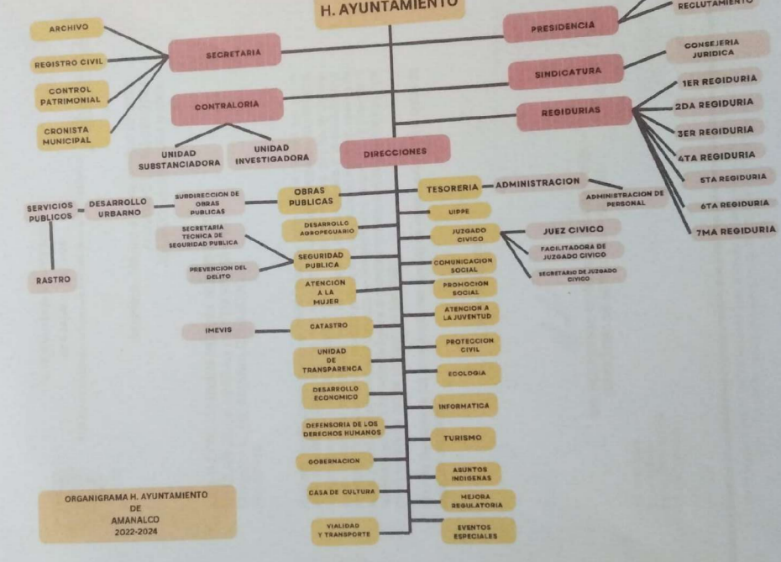 H. AYUNTAMIENTO
RECLUTAMIENTO
ARCHIVO
PRESIDENCIA
SECRETARIA
CONSEJERIA
JURIDICA
REGISTRO CIVIL
SINDICATURA
CONTROL
PATRIMONIAL
CONTRALORIA
REGIDURIAS
1ER REGIDURIA
2DA REGIDURIA
CRONISTA
MUNICIPAL
3ER REGIDURIA
UNIDAD
SUBSTANCIADORA
UNIDAD
INVESTIGADORA
DIRECCIONES
4TA REGIDURIA
5TA REGIDURIA
6TA REGIDURIA
7MA REGIDURIA
SERVICIOS
PUBLICOS
DESARROLLO
URBANO
SUBDIRECCION DE
OBRAS
PUBLICAS
OBRAS
PUBLICAS
TESORERIA
ADMINISTRACION
ADMINISTRACION DE
PERSONAL
UIPPE
SECRETARIA
TECNICA DE
SEGURIDAD PUBLICA
DESARROLLO
AGROPECUARIO
JUZGADO
CIVICO
JUEZ CIVICO
FACILITADORA DE
JUZGADO CIVICO
SECRETARIO DE JUZGADO
CIVICO
RASTRO
PREVENCION DEL
DELITO
SEGURIDAD
PUBLICA
COMUNICACION
SOCIAL
ATENCION
A LA
MUJER
PROMOCION
SOCIAL
IMEVIS
CATASTRO
ATENCION A
LA JUVENTUD
UNIDAD
DE
TRANSPARENCA
PROTECCION
CIVIL
ECOLOGIA
DESAROLLO
ECONOMICO
INFORMATICA
DEFENSORIA DE LOS
DERECHOS HUMANOS
TURISMO
GOBERNACION
ASUNTOS
INDIGENAS
CASA DE CULTURA
MEJORA
REGULATORIA
VIALIDAD
Y TRANSPORTE
EVENTOS
ESPECIALES
ORGANIGRAMA H. AYUNTAMIENTO
DE
AMANALCO
2022-2024